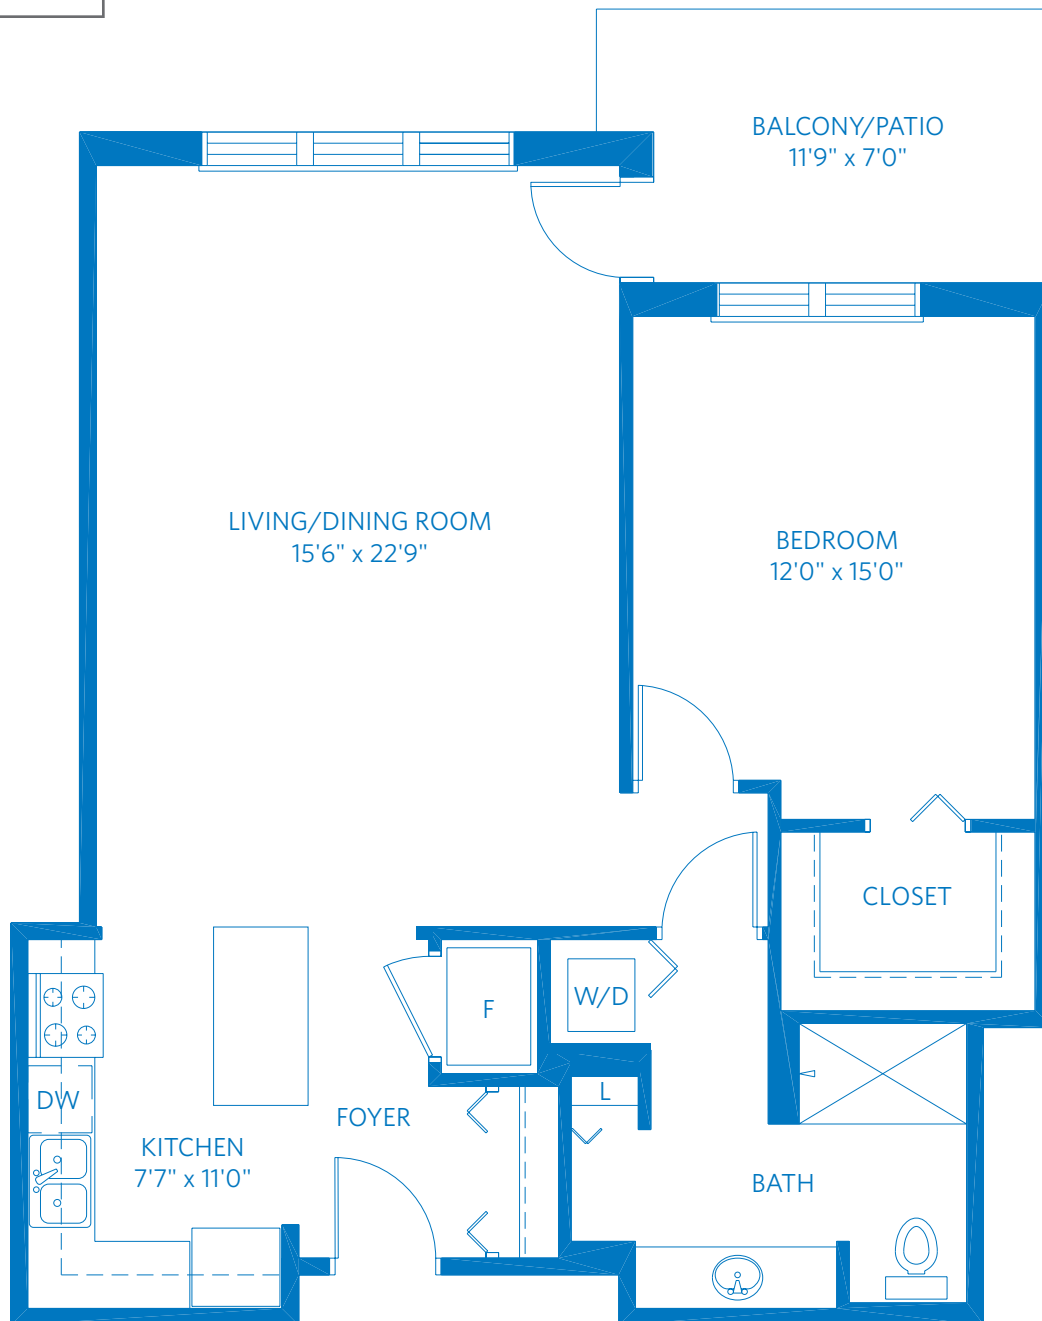 BALCONY/PATIO
11'9" x 7'0"
LIVING/DINING ROOM
15'6" x 22'9"
BEDROOM
12'0" x 15'0"
CLOSET
W/D
F
L
DW
FOYER
KITCHEN
7'7" x 11'0"
BATH